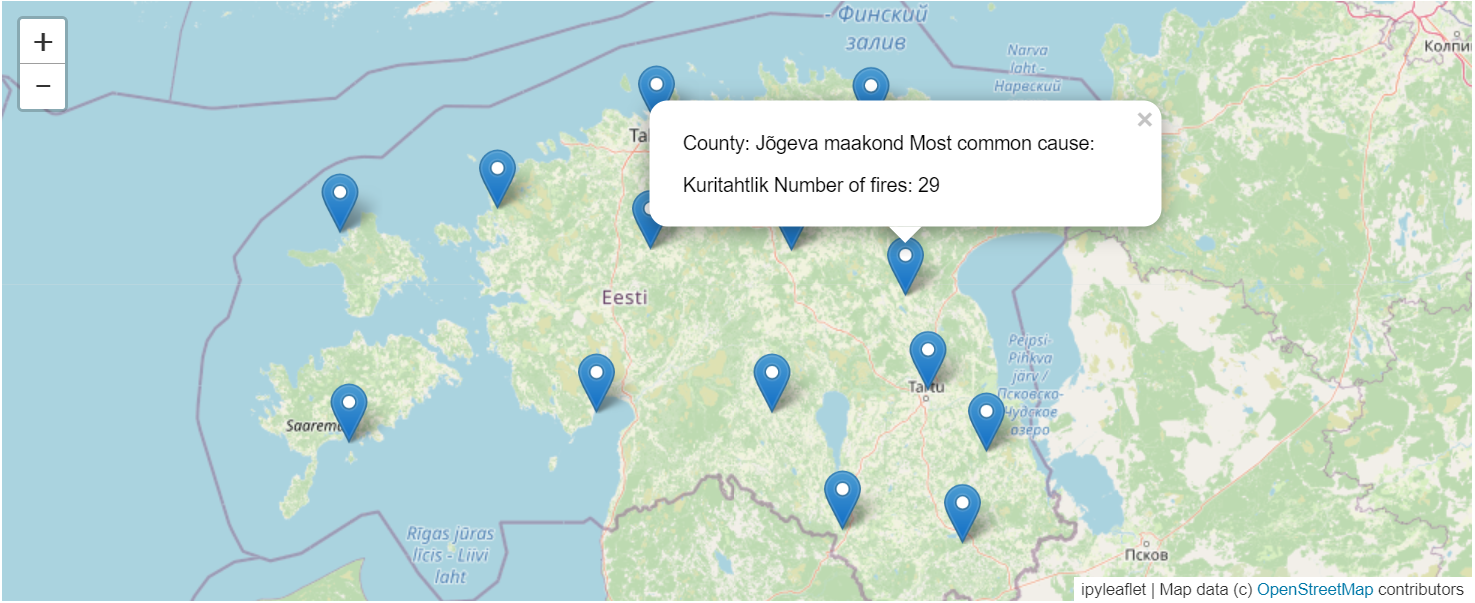 +
−
- Финский
залив
Narva
laht -
Нарвский
Колпи
Ta
×
County: Jõgeva maakond Most common cause:
Kuritahtlik Number of fires: 29
Eesti
Peipsi-
Pihkva
järv /
Псковско-
Чудское
озеро
Tartu
Saarema
Rīgas jūras
līcis - Liivi
laht
Псков
ipyleaflet | Map data (c) OpenStreetMap contributors